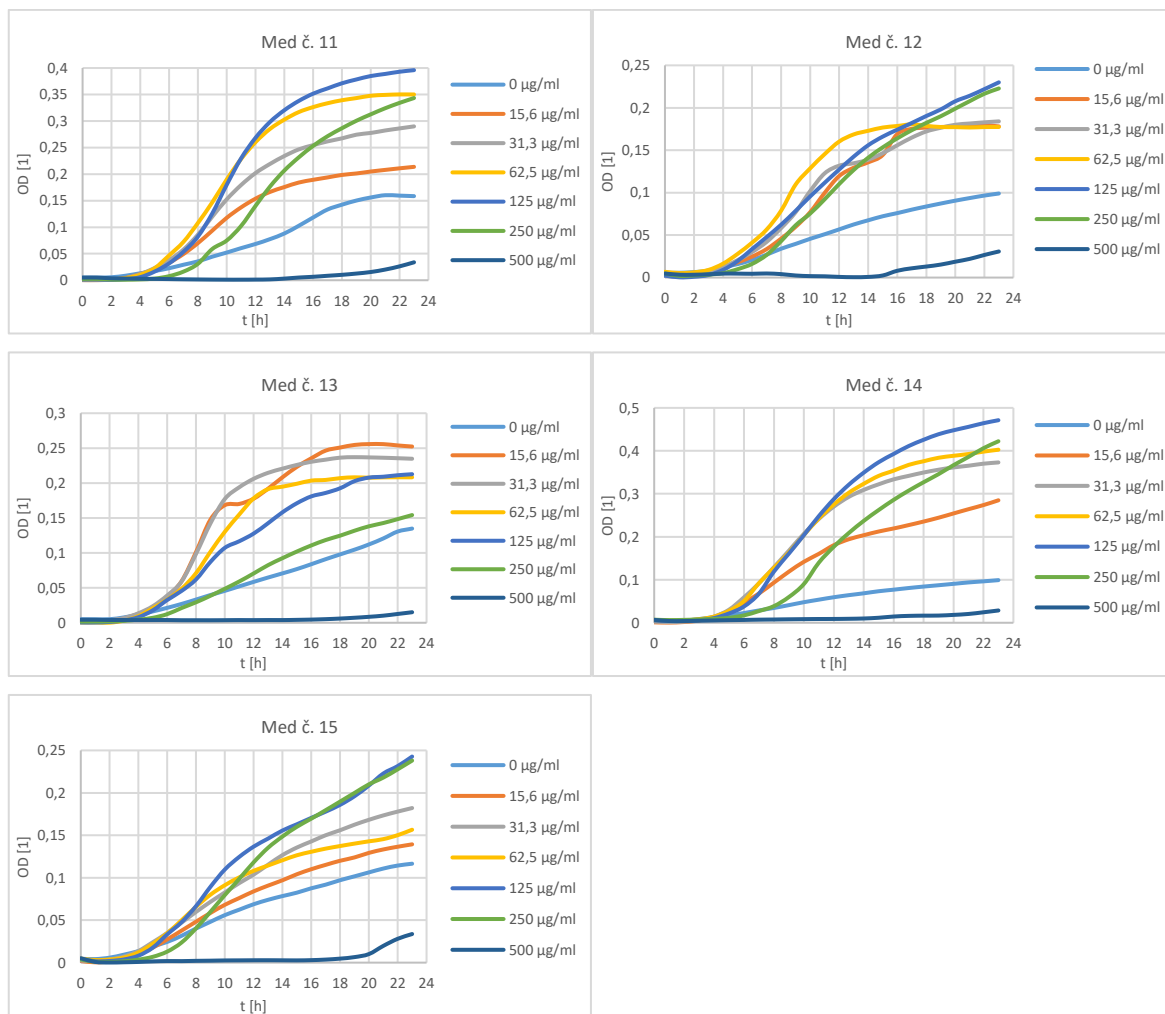 Med č. 11
OD [1]
0,4
0,35
0,3
0,25
0,2
0,15
0,1
0,05
0
0 2 4 6 8 10 12 14 16 18 20 22 24
t [h]
0 µg/ml
15,6 µg/ml
31,3 µg/ml
62,5 µg/ml
125 µg/ml
250 µg/ml
500 µg/ml
Med č. 12
OD [1]
0,25
0,2
0,15
0,1
0,05
0
0 2 4 6 8 10 12 14 16 18 20 22 24
t [h]
0 µg/ml
15,6 µg/ml
31,3 µg/ml
62,5 µg/ml
125 µg/ml
250 µg/ml
500 µg/ml
Med č. 13
OD [1]
0,3
0,25
0,2
0,15
0,1
0,05
0
0 2 4 6 8 10 12 14 16 18 20 22 24
t [h]
0 µg/ml
15,6 µg/ml
31,3 µg/ml
62,5 µg/ml
125 µg/ml
250 µg/ml
500 µg/ml
Med č. 14
OD [1]
0,5
0,4
0,3
0,2
0,1
0
0 2 4 6 8 10 12 14 16 18 20 22 24
t [h]
0 µg/ml
15,6 µg/ml
31,3 µg/ml
62,5 µg/ml
125 µg/ml
250 µg/ml
500 µg/ml
Med č. 15
OD [1]
0,25
0,2
0,15
0,1
0,05
0
0 2 4 6 8 10 12 14 16 18 20 22 24
t [h]
0 µg/ml
15,6 µg/ml
31,3 µg/ml
62,5 µg/ml
125 µg/ml
250 µg/ml
500 µg/ml